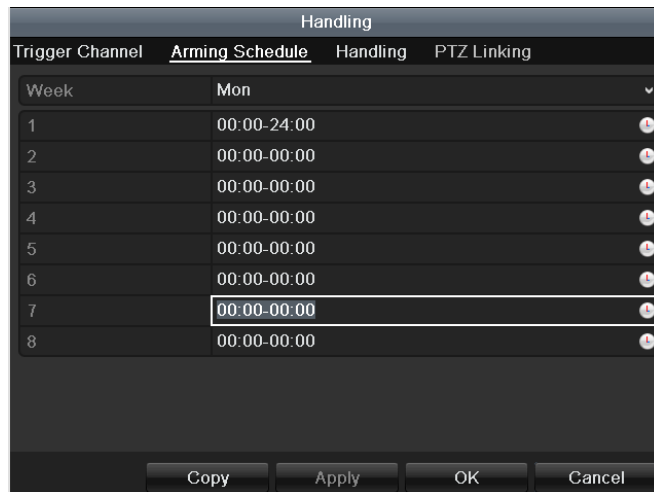 Handling
Trigger Channel Arming Schedule Handling PTZ Linking
Week Mon
1 00:00-24:00
2 00:00-00:00
3 00:00-00:00
4 00:00-00:00
5 00:00-00:00
6 00:00-00:00
7 00:00-00:00
8 00:00-00:00
Copy Apply OK Cancel